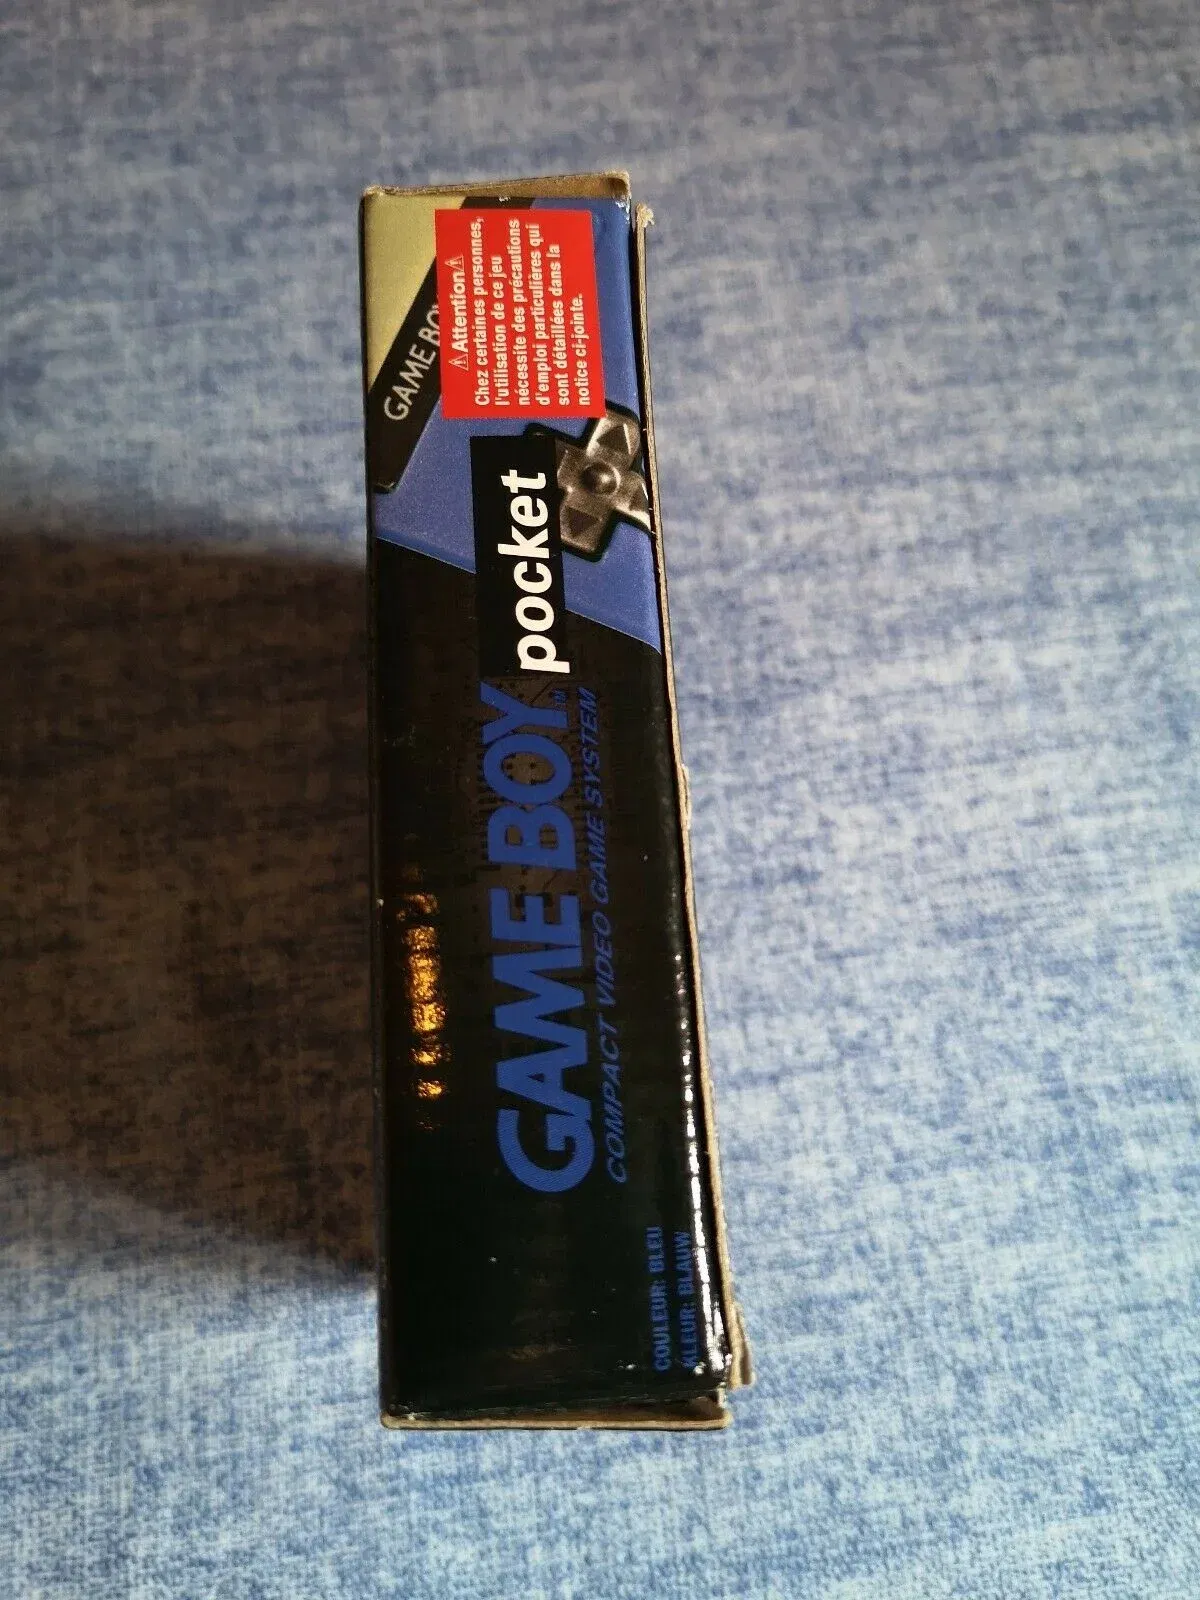 GAME BOY
⚠Attention⚠
Chez certaines personnes,
l'utilisation de ce jeu
nécessite des précautions
d'emploi particulières qui
sont détaillées dans la
notice ci-jointe.
GAME BOY™ pocket
COMPACT VIDEO GAME SYSTEM
COULEUR: BLEU
KLEUR: BLAUW